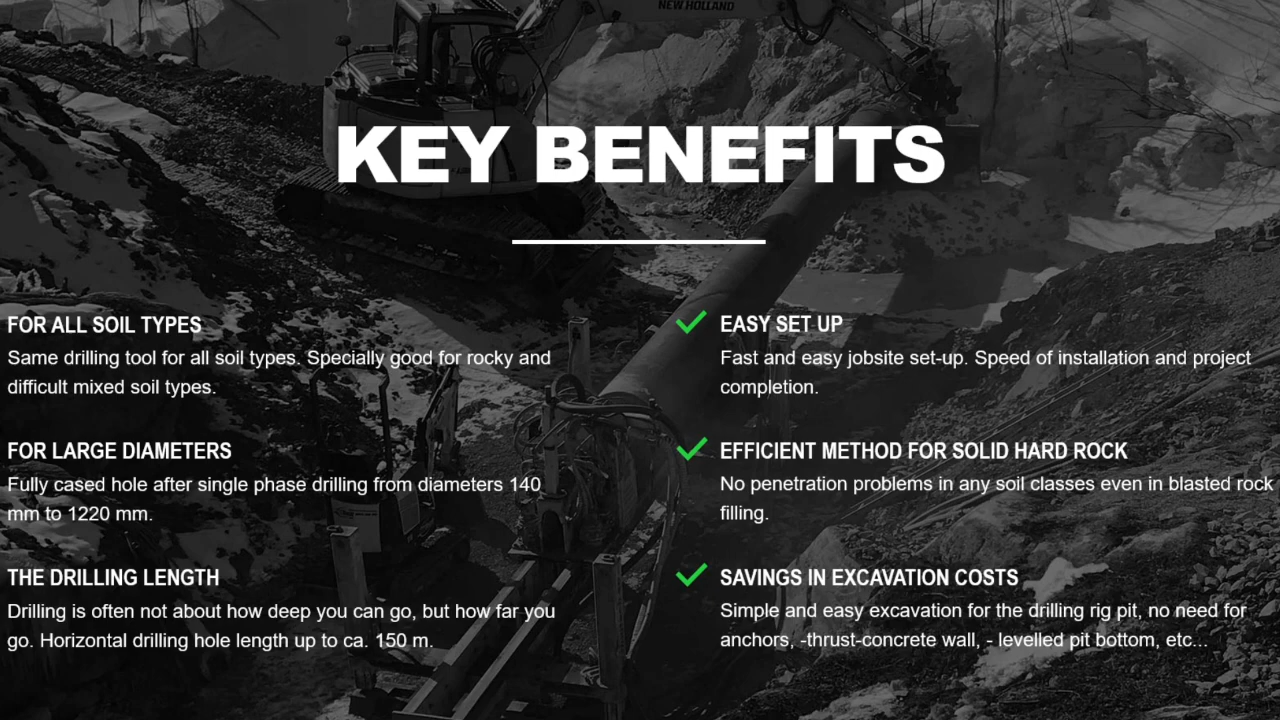 NEW HOLLAND
KEY BENEFITS
FOR ALL SOIL TYPES
Same drilling tool for all soil types. Specially good for rocky and
difficult mixed soil types.
FOR LARGE DIAMETERS
Fully cased hole after single phase drilling from diameters 140
mm to 1220 mm.
THE DRILLING LENGTH
Drilling is often not about how deep you can go, but how far you
go. Horizontal drilling hole length up to ca. 150 m.
EASY SET UP
Fast and easy jobsite set-up. Speed of installation and project
completion.
EFFICIENT METHOD FOR SOLID HARD ROCK
No penetration problems in any soil classes even in blasted rock
filling.
SAVINGS IN EXCAVATION COSTS
Simple and easy excavation for the drilling rig pit, no need for
anchors, -thrust-concrete wall, - levelled pit bottom, etc...